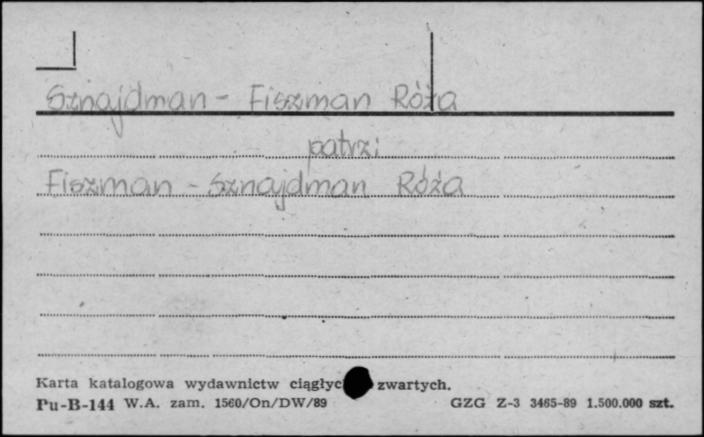 Sznajdman - Fiszman Róża
patrz:
Fiszman - Sznajdman Róża
Karta katalogowa wydawnictw ciągłyc zwartych.
Pu-B-144 W.A. zam. 1560/On/DW/89 GZG Z-3 3465-89 1.500.000 szt.